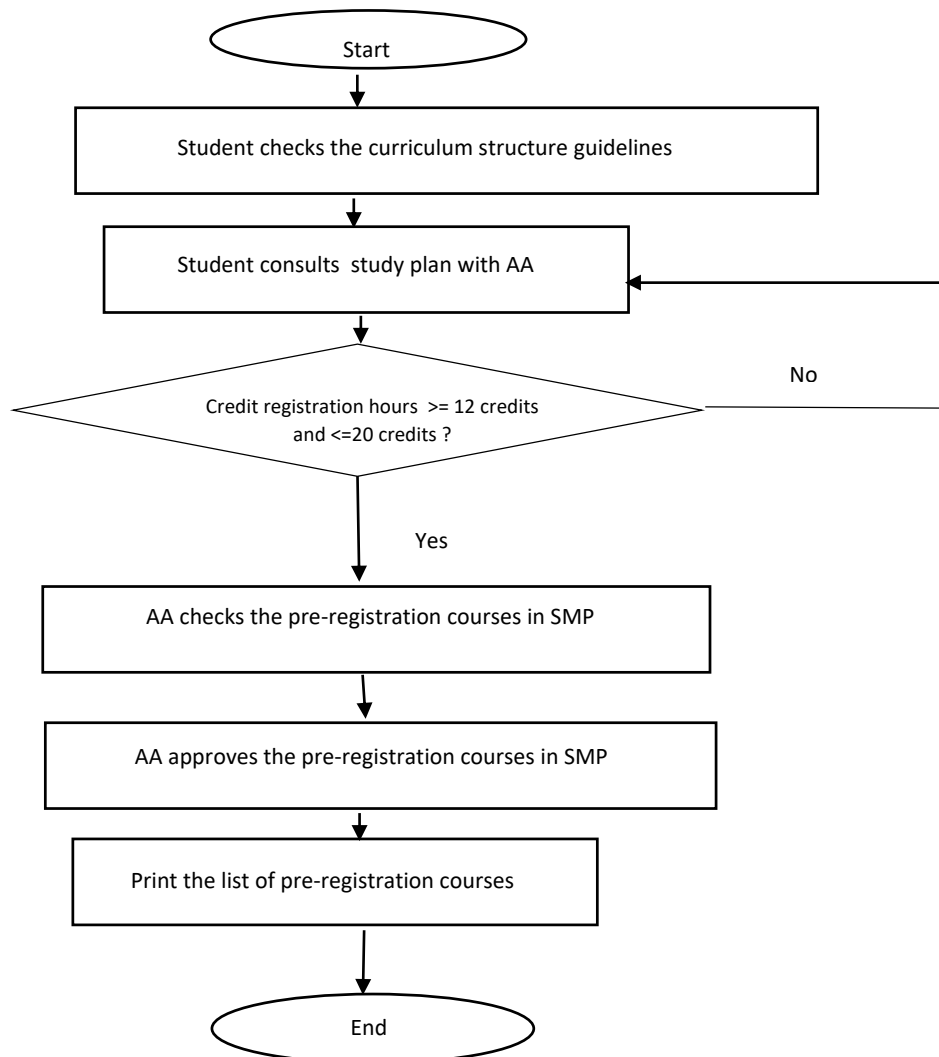 Start
Student checks the curriculum structure guidelines
Student consults  study plan with AA
No
Credit registration hours  >= 12 credits
and <=20 credits ?
Yes
AA checks the pre-registration courses in SMP
AA approves the pre-registration courses in SMP
Print the list of pre-registration courses
End